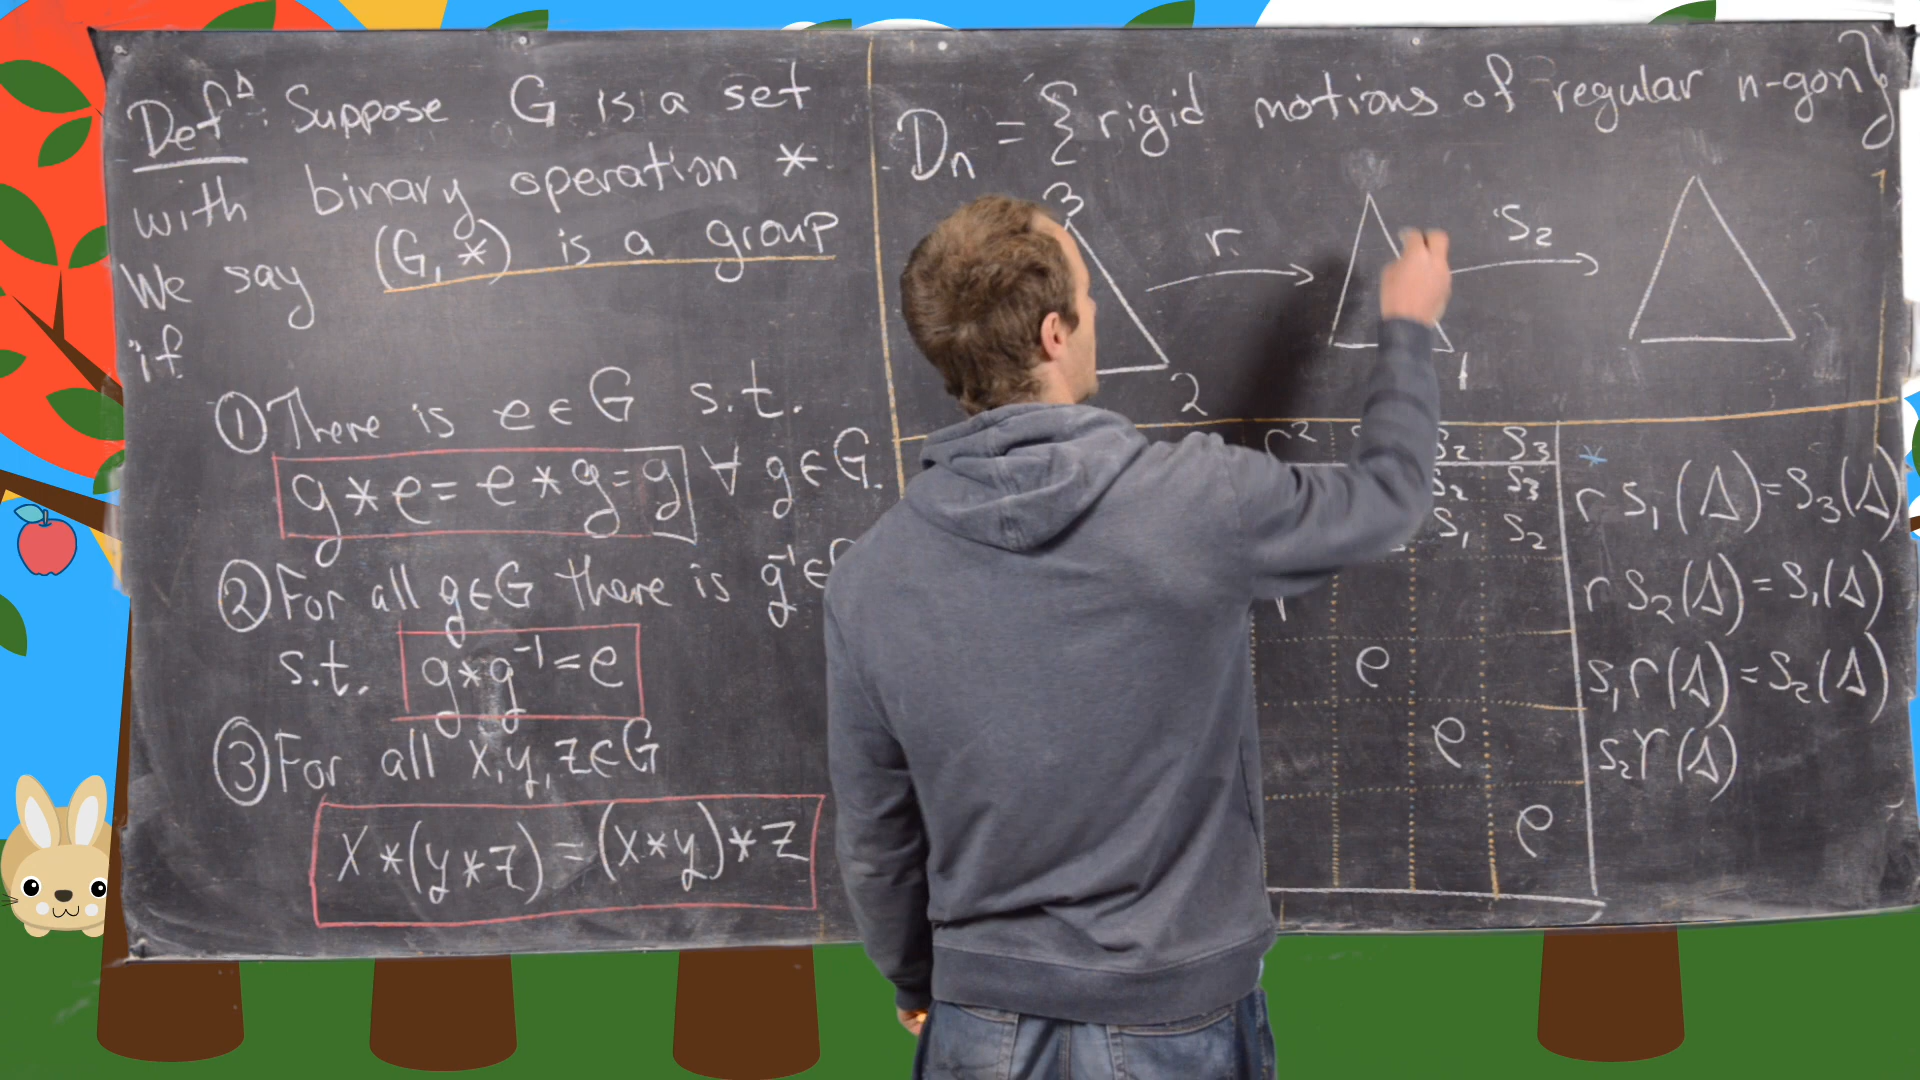 Defⁿ: Suppose G is a set
with binary operation *
We say (G,*) is a group
if
① There is e∈G s.t.
g*e = e*g = g ∀ g∈G.
② For all g∈G there is g⁻¹∈
s.t. g*g⁻¹=e
③ For all x,y,z∈G
x*(y*z) = (x*y)*z
Dn = {rigid motions of regular n-gon}
3
r
S₂
2
1
r² S₂ S₃
S₂ S₃
S₁ S₂
r
e
e
e
*
r S₁(Δ)=S₃(Δ)
r S₂(Δ)=S₁(Δ)
S₁r(Δ)=S₂(Δ)
S₂r(Δ)